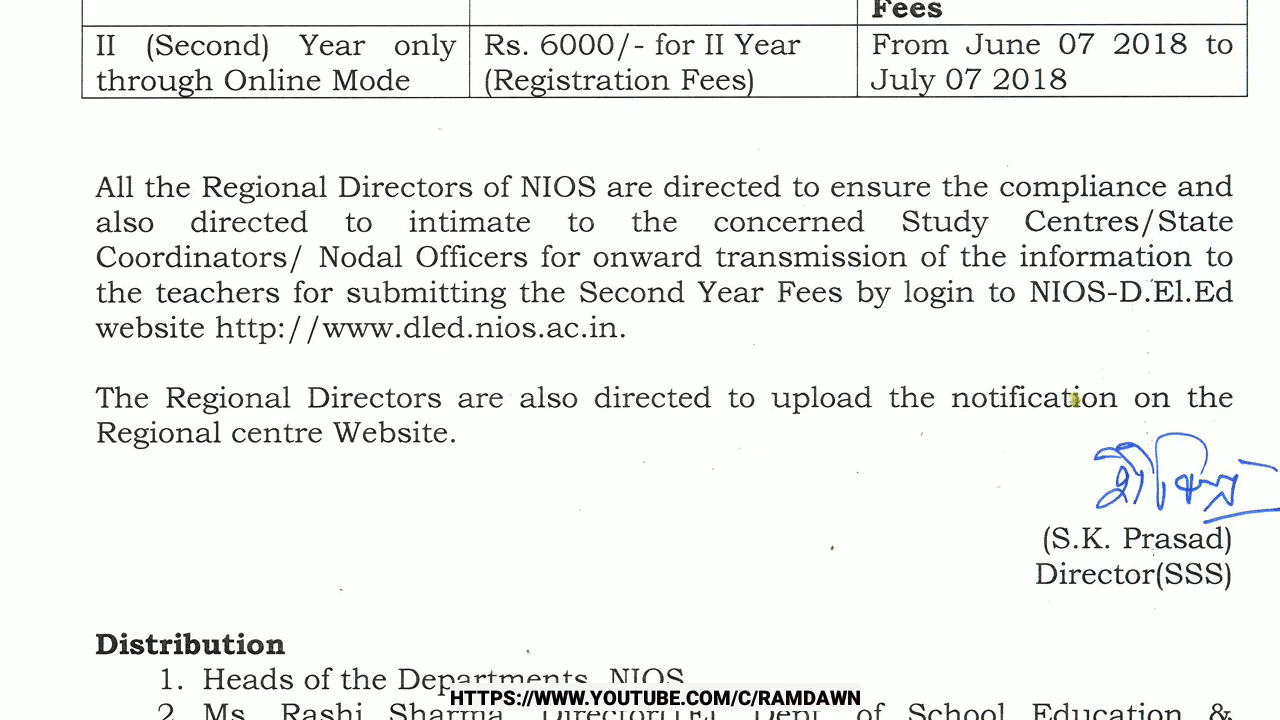 Fees
II (Second) Year only Rs. 6000/- for II Year From June 07 2018 to
through Online Mode (Registration Fees) July 07 2018
All the Regional Directors of NIOS are directed to ensure the compliance and
also directed to intimate to the concerned Study Centres/State
Coordinators/ Nodal Officers for onward transmission of the information to
the teachers for submitting the Second Year Fees by login to NIOS-D.El.Ed
website http://www.dled.nios.ac.in.
The Regional Directors are also directed to upload the notification on the
Regional centre Website.
(S.K. Prasad)
Director(SSS)
Distribution
1. Heads of the Departments, NIOS
HTTPS://WWW.YOUTUBE.COM/C/RAMDAWN
2. Ms. Rashi Sharma, Director(TE), Dept. of School Education &